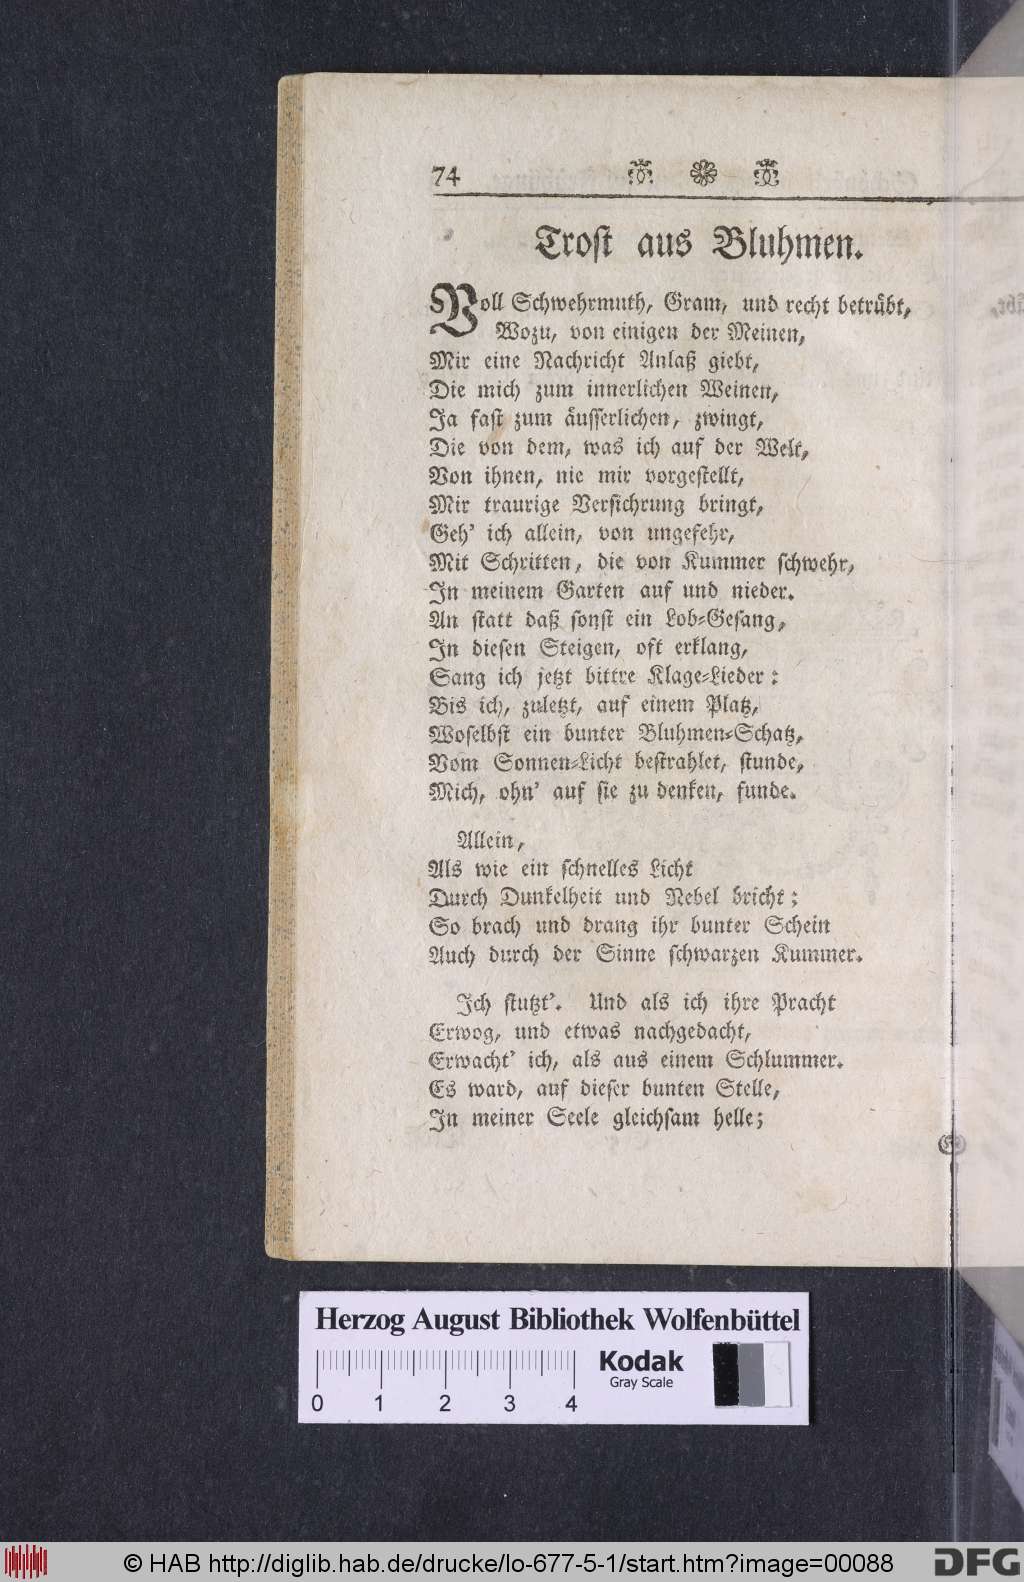 74
Trost aus Bluhmen.
Voll Schwehrmuth, Gram, und recht betrübt,
Wozu, von einigen der Meinen,
Mir eine Nachricht Anlaß giebt,
Die mich zum innerlichen Weinen,
Ja fast zum äusserlichen, zwingt,
Die von dem, was ich auf der Welt,
Von ihnen, nie mir vorgestellt,
Mir traurige Versichrung bringt,
Geh' ich allein, von ungefehr,
Mit Schritten, die von Kummer schwehr,
In meinem Garten auf und nieder.
An statt daß sonst ein Lob-Gesang,
In diesen Steigen, oft erklang,
Sang ich jetzt bittre Klage-Lieder:
Bis ich, zuletzt, auf einem Platz,
Woselbst ein bunter Bluhmen-Schatz,
Vom Sonnen-Licht bestrahlet, stunde,
Mich, ohn' auf sie zu denken, funde.
Allein,
Als wie ein schnelles Licht
Durch Dunkelheit und Nebel bricht;
So brach und drang ihr bunter Schein
Auch durch der Sinne schwarzen Kummer.
Ich stutzt'. Und als ich ihre Pracht
Erwog, und etwas nachgedacht,
Erwacht' ich, als aus einem Schlummer.
Es ward, auf dieser bunten Stelle,
In meiner Seele gleichsam helle;
Herzog August Bibliothek Wolfenbüttel
Kodak
Gray Scale
0 1 2 3 4
© HAB http://diglib.hab.de/drucke/lo-677-5-1/start.htm?image=00088
DFG